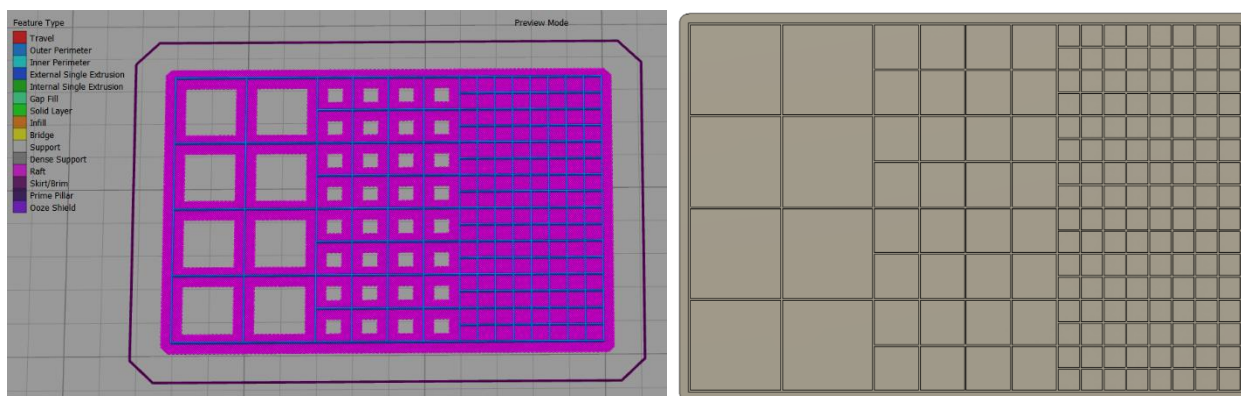 Feature Type
Preview Mode
Travel
Outer Perimeter
Inner Perimeter
External Single Extrusion
Internal Single Extrusion
Gap Fill
Solid Layer
Infill
Bridge
Support
Dense Support
Raft
Skirt/Brim
Prime Pillar
Ooze Shield